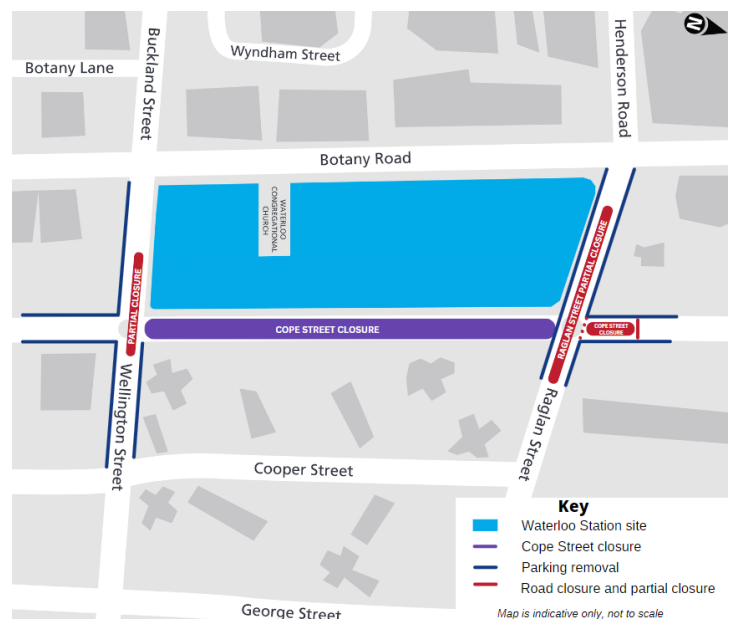 N
Wyndham Street
Botany Lane
Buckland Street
Henderson Road
Botany Road
WATERLOO
CONGREGATIONAL
CHURCH
PARTIAL CLOSURE
COPE STREET CLOSURE
RAGLAN STREET PARTIAL CLOSURE
COPE STREET
CLOSURE
Wellington Street
Raglan Street
Cooper Street
George Street
Key
Waterloo Station site
Cope Street closure
Parking removal
Road closure and partial closure
Map is indicative only, not to scale